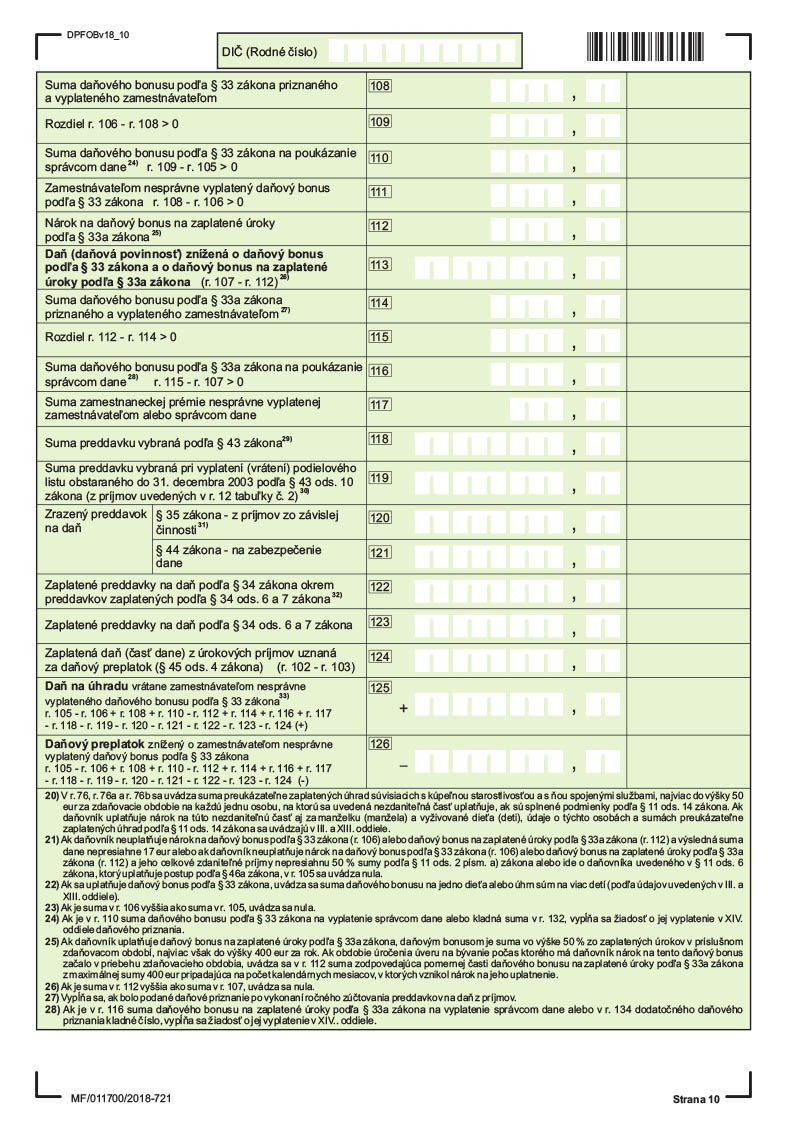 DPFOBv18_10
DIČ (Rodné číslo)
Suma daňového bonusu podľa § 33 zákona priznaného
a vyplateného zamestnávateľom
108
,
Rozdiel r. 106 - r. 108 > 0
109
,
Suma daňového bonusu podľa § 33 zákona na poukázanie
správcom dane 24) r. 109 - r. 105 > 0
110
,
Zamestnávateľom nesprávne vyplatený daňový bonus
podľa § 33 zákona r. 108 - r. 106 > 0
111
,
Nárok na daňový bonus na zaplatené úroky
podľa § 33a zákona 25)
112
,
Daň (daňová povinnosť) znížená o daňový bonus
podľa § 33 zákona a o daňový bonus na zaplatené
úroky podľa § 33a zákona (r. 107 - r. 112) 26)
113
,
Suma daňového bonusu podľa § 33a zákona
priznaného a vyplateného zamestnávateľom 27)
114
,
Rozdiel r. 112 - r. 114 > 0
115
,
Suma daňového bonusu podľa § 33a zákona na poukázanie
správcom dane 28) r. 115 - r. 107 > 0
116
,
Suma zamestnaneckej prémie nesprávne vyplatenej
zamestnávateľom alebo správcom dane
117
,
Suma preddavku vybraná podľa § 43 zákona 29)
118
,
Suma preddavku vybraná pri vyplatení (vrátení) podielového
listu obstaraného do 31. decembra 2003 podľa § 43 ods. 10
zákona (z príjmov uvedených v r. 12 tabuľky č. 2) 30)
119
,
Zrazený preddavok
na daň
§ 35 zákona - z príjmov zo závislej
činnosti 31)
120
,
§ 44 zákona - na zabezpečenie
dane
121
,
Zaplatené preddavky na daň podľa § 34 zákona okrem
preddavkov zaplatených podľa § 34 ods. 6 a 7 zákona 32)
122
,
Zaplatené preddavky na daň podľa § 34 ods. 6 a 7 zákona
123
,
Zaplatená daň (časť dane) z úrokových príjmov uznaná
za daňový preplatok (§ 45 ods. 4 zákona) (r. 102 - r. 103)
124
,
Daň na úhradu vrátane zamestnávateľom nesprávne
vyplateného daňového bonusu podľa § 33 zákona 33)
r. 105 - r. 106 + r. 108 + r. 110 - r. 112 + r. 114 + r. 116 + r. 117
- r. 118 - r. 119 - r. 120 - r. 121 - r. 122 - r. 123 - r. 124 (+)
125
+ ,
Daňový preplatok znížený o zamestnávateľom nesprávne
vyplatený daňový bonus podľa § 33 zákona
r. 105 - r. 106 + r. 108 + r. 110 - r. 112 + r. 114 + r. 116 + r. 117
- r. 118 - r. 119 - r. 120 - r. 121 - r. 122 - r. 123 - r. 124 (-)
126
– ,
20) V r. 76, r. 76a a r. 76b sa uvádza suma preukázateľne zaplatených úhrad súvisiacich s kúpeľnou starostlivosťou a s ňou spojenými službami, najviac do výšky 50
eur za zdaňovacie obdobie na každú jednu osobu, na ktorú sa uvedená nezdaniteľná časť uplatňuje, ak sú splnené podmienky podľa § 11 ods. 14 zákona. Ak
daňovník uplatňuje nárok na túto nezdaniteľnú časť aj za manželku (manžela) a vyživované dieťa (deti), údaje o týchto osobách a sumách preukázateľne
zaplatených úhrad podľa § 11 ods. 14 zákona sa uvádzajú v III. a XIII. oddiele.
21) Ak daňovník neuplatňuje nárok na daňový bonus podľa § 33 zákona (r. 106) alebo daňový bonus na zaplatené úroky podľa § 33a zákona (r. 112) a výsledná suma
dane nepresiahne 17 eur alebo ak daňovník neuplatňuje nárok na daňový bonus podľa § 33 zákona (r. 106) alebo daňový bonus na zaplatené úroky podľa § 33a
zákona (r. 112) a jeho celkové zdaniteľné príjmy nepresiahnu 50 % sumy podľa § 11 ods. 2 písm. a) zákona alebo ide o daňovníka uvedeného v § 11 ods. 6
zákona, ktorý uplatňuje postup podľa § 46a zákona, v r. 105 sa uvádza nula.
22) Ak sa uplatňuje daňový bonus podľa § 33 zákona, uvádza sa suma daňového bonusu na jedno dieťa alebo úhrn súm na viac detí (podľa údajov uvedených v III. a
XIII. oddiele).
23) Ak je suma v r. 106 vyššia ako suma v r. 105, uvádza sa nula.
24) Ak je v r. 110 suma daňového bonusu podľa § 33 zákona na vyplatenie správcom dane alebo kladná suma v r. 132, vypĺňa sa žiadosť o jej vyplatenie v XIV.
oddiele daňového priznania.
25) Ak daňovník uplatňuje daňový bonus na zaplatené úroky podľa § 33a zákona, daňovým bonusom je suma vo výške 50 % zo zaplatených úrokov v príslušnom
zdaňovacom období, najviac však do výšky 400 eur za rok. Ak obdobie úročenia úveru na bývanie počas ktorého má daňovník nárok na tento daňový bonus
začalo v priebehu zdaňovacieho obdobia, uvádza sa v r. 112 suma zodpovedajúca pomernej časti daňového bonusu na zaplatené úroky podľa § 33a zákona
z maximálnej sumy 400 eur pripadajúca na počet kalendárnych mesiacov, v ktorých vznikol nárok na jeho uplatnenie.
26) Ak je suma v r. 112 vyššia ako suma v r. 107, uvádza sa nula.
27) Vypĺňa sa, ak bolo podané daňové priznanie po vykonaní ročného zúčtovania preddavkov na daň z príjmov.
28) Ak je v r. 116 suma daňového bonusu na zaplatené úroky podľa § 33a zákona na vyplatenie správcom dane alebo v r. 134 dodatočného daňového
priznania kladné číslo, vypĺňa sa žiadosť o jej vyplatenie v XIV.. oddiele.
MF/011700/2018-721
Strana 10